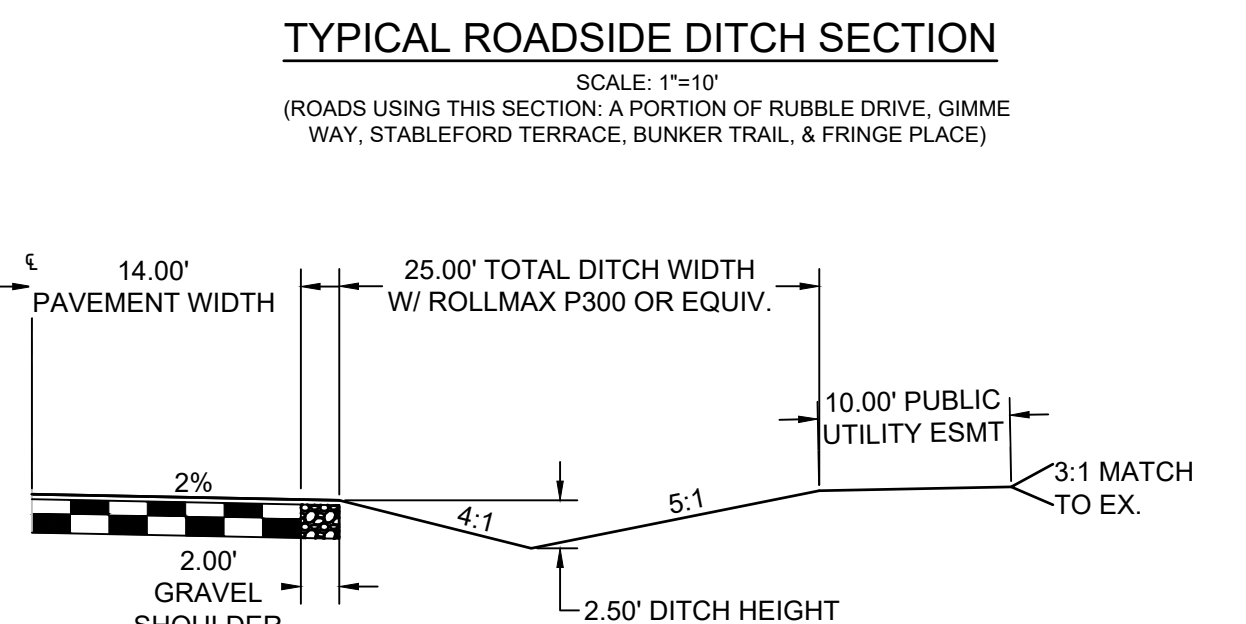 TYPICAL ROADSIDE DITCH SECTION
SCALE: 1"=10'
(ROADS USING THIS SECTION: A PORTION OF RUBBLE DRIVE, GIMME
WAY, STABLEFORD TERRACE, BUNKER TRAIL, & FRINGE PLACE)
℄
14.00'
PAVEMENT WIDTH
25.00' TOTAL DITCH WIDTH
W/ ROLLMAX P300 OR EQUIV.
10.00' PUBLIC
UTILITY ESMT
2%
4:1
5:1
3:1 MATCH
TO EX.
2.00'
GRAVEL
SHOULDER
2.50' DITCH HEIGHT